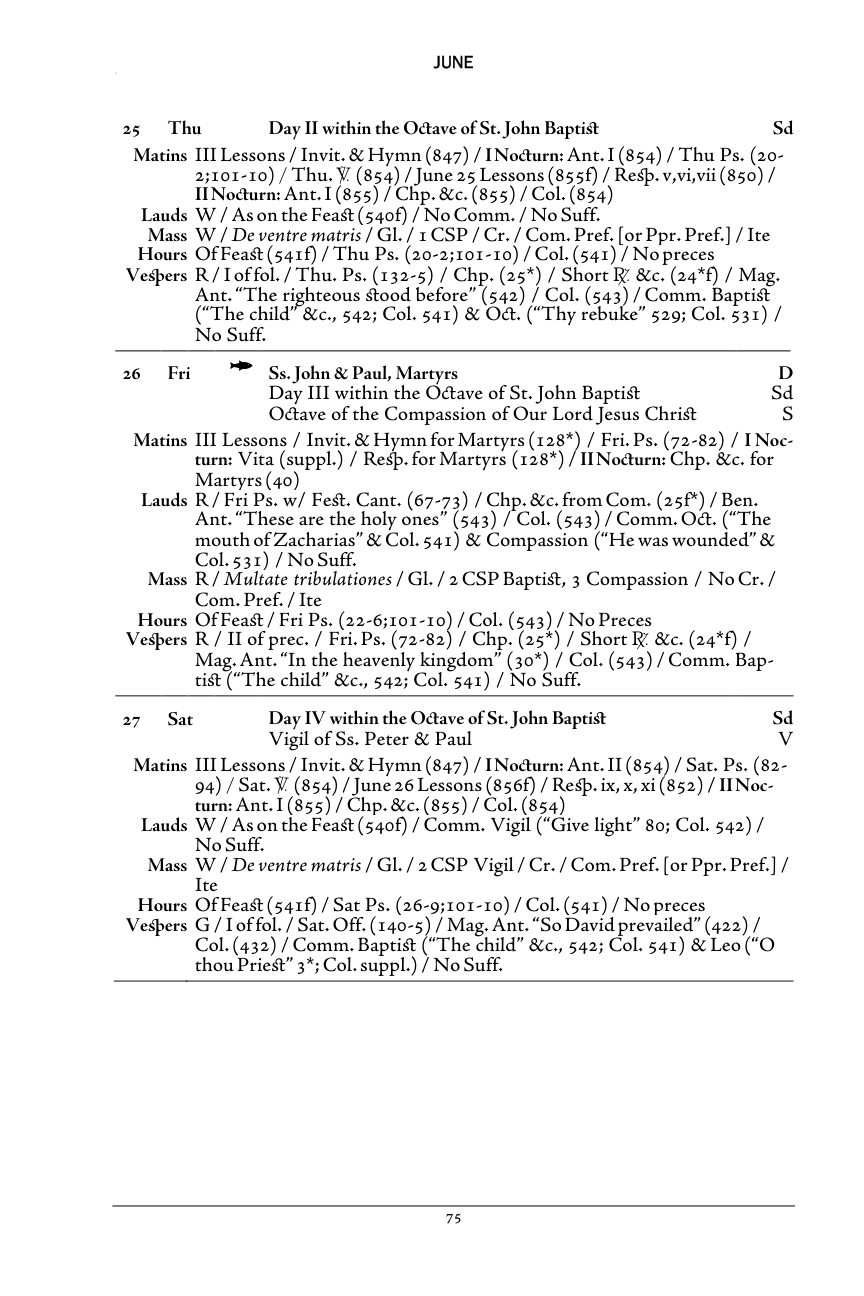 JUNE
25 Thu Day II within the Octave of St. John Baptist Sd
Matins III Lessons / Invit. & Hymn (847) / I Nocturn: Ant. I (854) / Thu Ps. (20-
2;101-10) / Thu. ℣. (854) / June 25 Lessons (855f) / Resp. v,vi,vii (850) /
II Nocturn: Ant. I (855) / Chp. &c. (855) / Col. (854)
Lauds W / As on the Feast (540f) / No Comm. / No Suff.
Mass W / De ventre matris / Gl. / 1 CSP / Cr. / Com. Pref. [or Ppr. Pref.] / Ite
Hours Of Feast (541f) / Thu Ps. (20-2;101-10) / Col. (541) / No preces
Vespers R / I of fol. / Thu. Ps. (132-5) / Chp. (25*) / Short ℟. &c. (24*f) / Mag.
Ant. “The righteous stood before” (542) / Col. (543) / Comm. Baptist
(“The child” &c., 542; Col. 541) & Oct. (“Thy rebuke” 529; Col. 531) /
No Suff.
26 Fri Ss. John & Paul, Martyrs D
Day III within the Octave of St. John Baptist Sd
Octave of the Compassion of Our Lord Jesus Christ S
Matins III Lessons / Invit. & Hymn for Martyrs (128*) / Fri. Ps. (72-82) / I Noc-
turn: Vita (suppl.) / Resp. for Martyrs (128*) / II Nocturn: Chp. &c. for
Martyrs (40)
Lauds R / Fri Ps. w/ Fest. Cant. (67-73) / Chp. &c. from Com. (25f*) / Ben.
Ant. “These are the holy ones” (543) / Col. (543) / Comm. Oct. (“The
mouth of Zacharias” & Col. 541) & Compassion (“He was wounded” &
Col. 531) / No Suff.
Mass R / Multate tribulationes / Gl. / 2 CSP Baptist, 3 Compassion / No Cr. /
Com. Pref. / Ite
Hours Of Feast / Fri Ps. (22-6;101-10) / Col. (543) / No Preces
Vespers R / II of prec. / Fri. Ps. (72-82) / Chp. (25*) / Short ℟. &c. (24*f) /
Mag. Ant. “In the heavenly kingdom” (30*) / Col. (543) / Comm. Bap-
tist (“The child” &c., 542; Col. 541) / No Suff.
27 Sat Day IV within the Octave of St. John Baptist Sd
Vigil of Ss. Peter & Paul V
Matins III Lessons / Invit. & Hymn (847) / I Nocturn: Ant. II (854) / Sat. Ps. (82-
94) / Sat. ℣. (854) / June 26 Lessons (856f) / Resp. ix, x, xi (852) / II Noc-
turn: Ant. I (855) / Chp. &c. (855) / Col. (854)
Lauds W / As on the Feast (540f) / Comm. Vigil (“Give light” 80; Col. 542) /
No Suff.
Mass W / De ventre matris / Gl. / 2 CSP Vigil / Cr. / Com. Pref. [or Ppr. Pref.] /
Ite
Hours Of Feast (541f) / Sat Ps. (26-9;101-10) / Col. (541) / No preces
Vespers G / I of fol. / Sat. Off. (140-5) / Mag. Ant. “So David prevailed” (422) /
Col. (432) / Comm. Baptist (“The child” &c., 542; Col. 541) & Leo (“O
thou Priest” 3*; Col. suppl.) / No Suff.
75